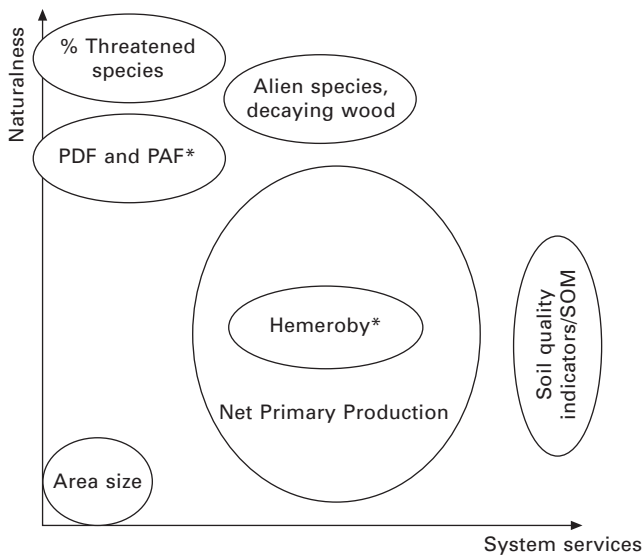 Naturalness
% Threatened
species
Alien species,
decaying wood
PDF and PAF*
Hemeroby*
Net Primary Production
Soil quality
indicators/SOM
Area size
System services